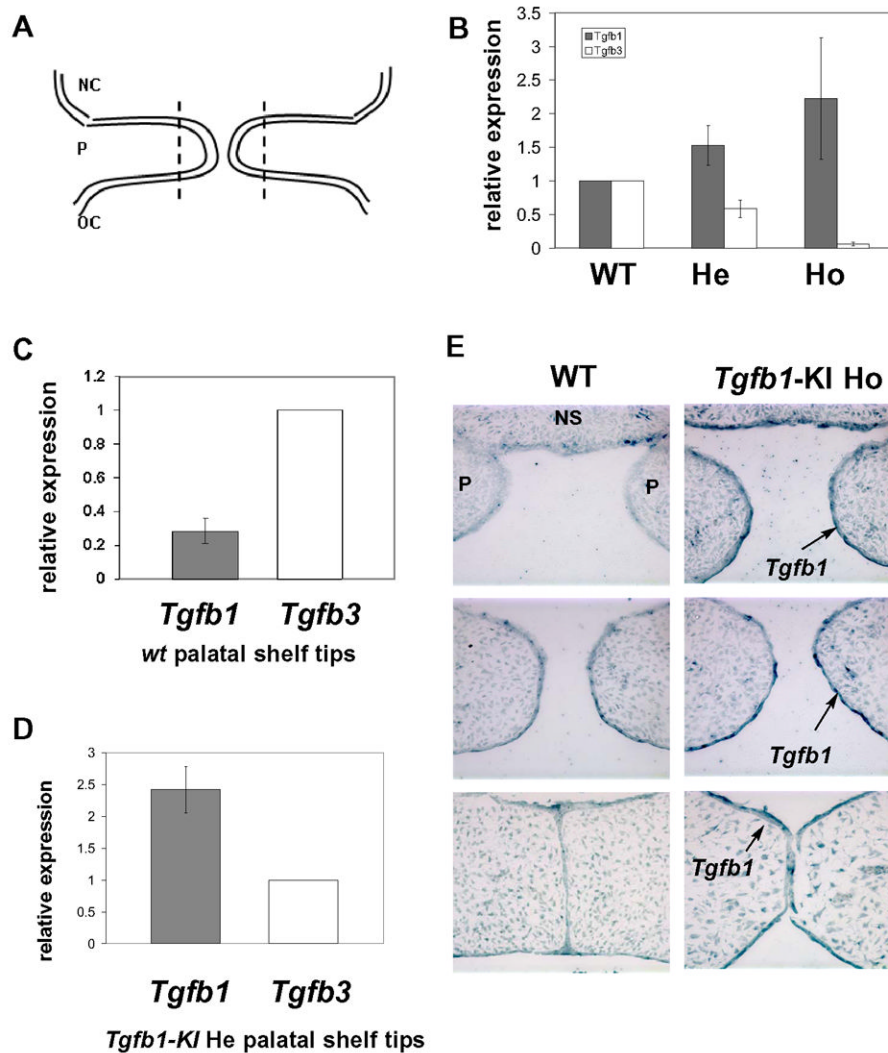 A
NC
P
OC
B
relative expression
3.5
3
2.5
2
1.5
1
0.5
0
Tgfb1
Tgfb3
WT He Ho
C
relative expression
1.2
1
0.8
0.6
0.4
0.2
0
Tgfb1 Tgfb3
wt palatal shelf tips
D
relative expression
3
2.5
2
1.5
1
0.5
0
Tgfb1 Tgfb3
Tgfb1-KI He palatal shelf tips
E
WT Tgfb1-KI Ho
NS
P P
Tgfb1
Tgfb1
Tgfb1